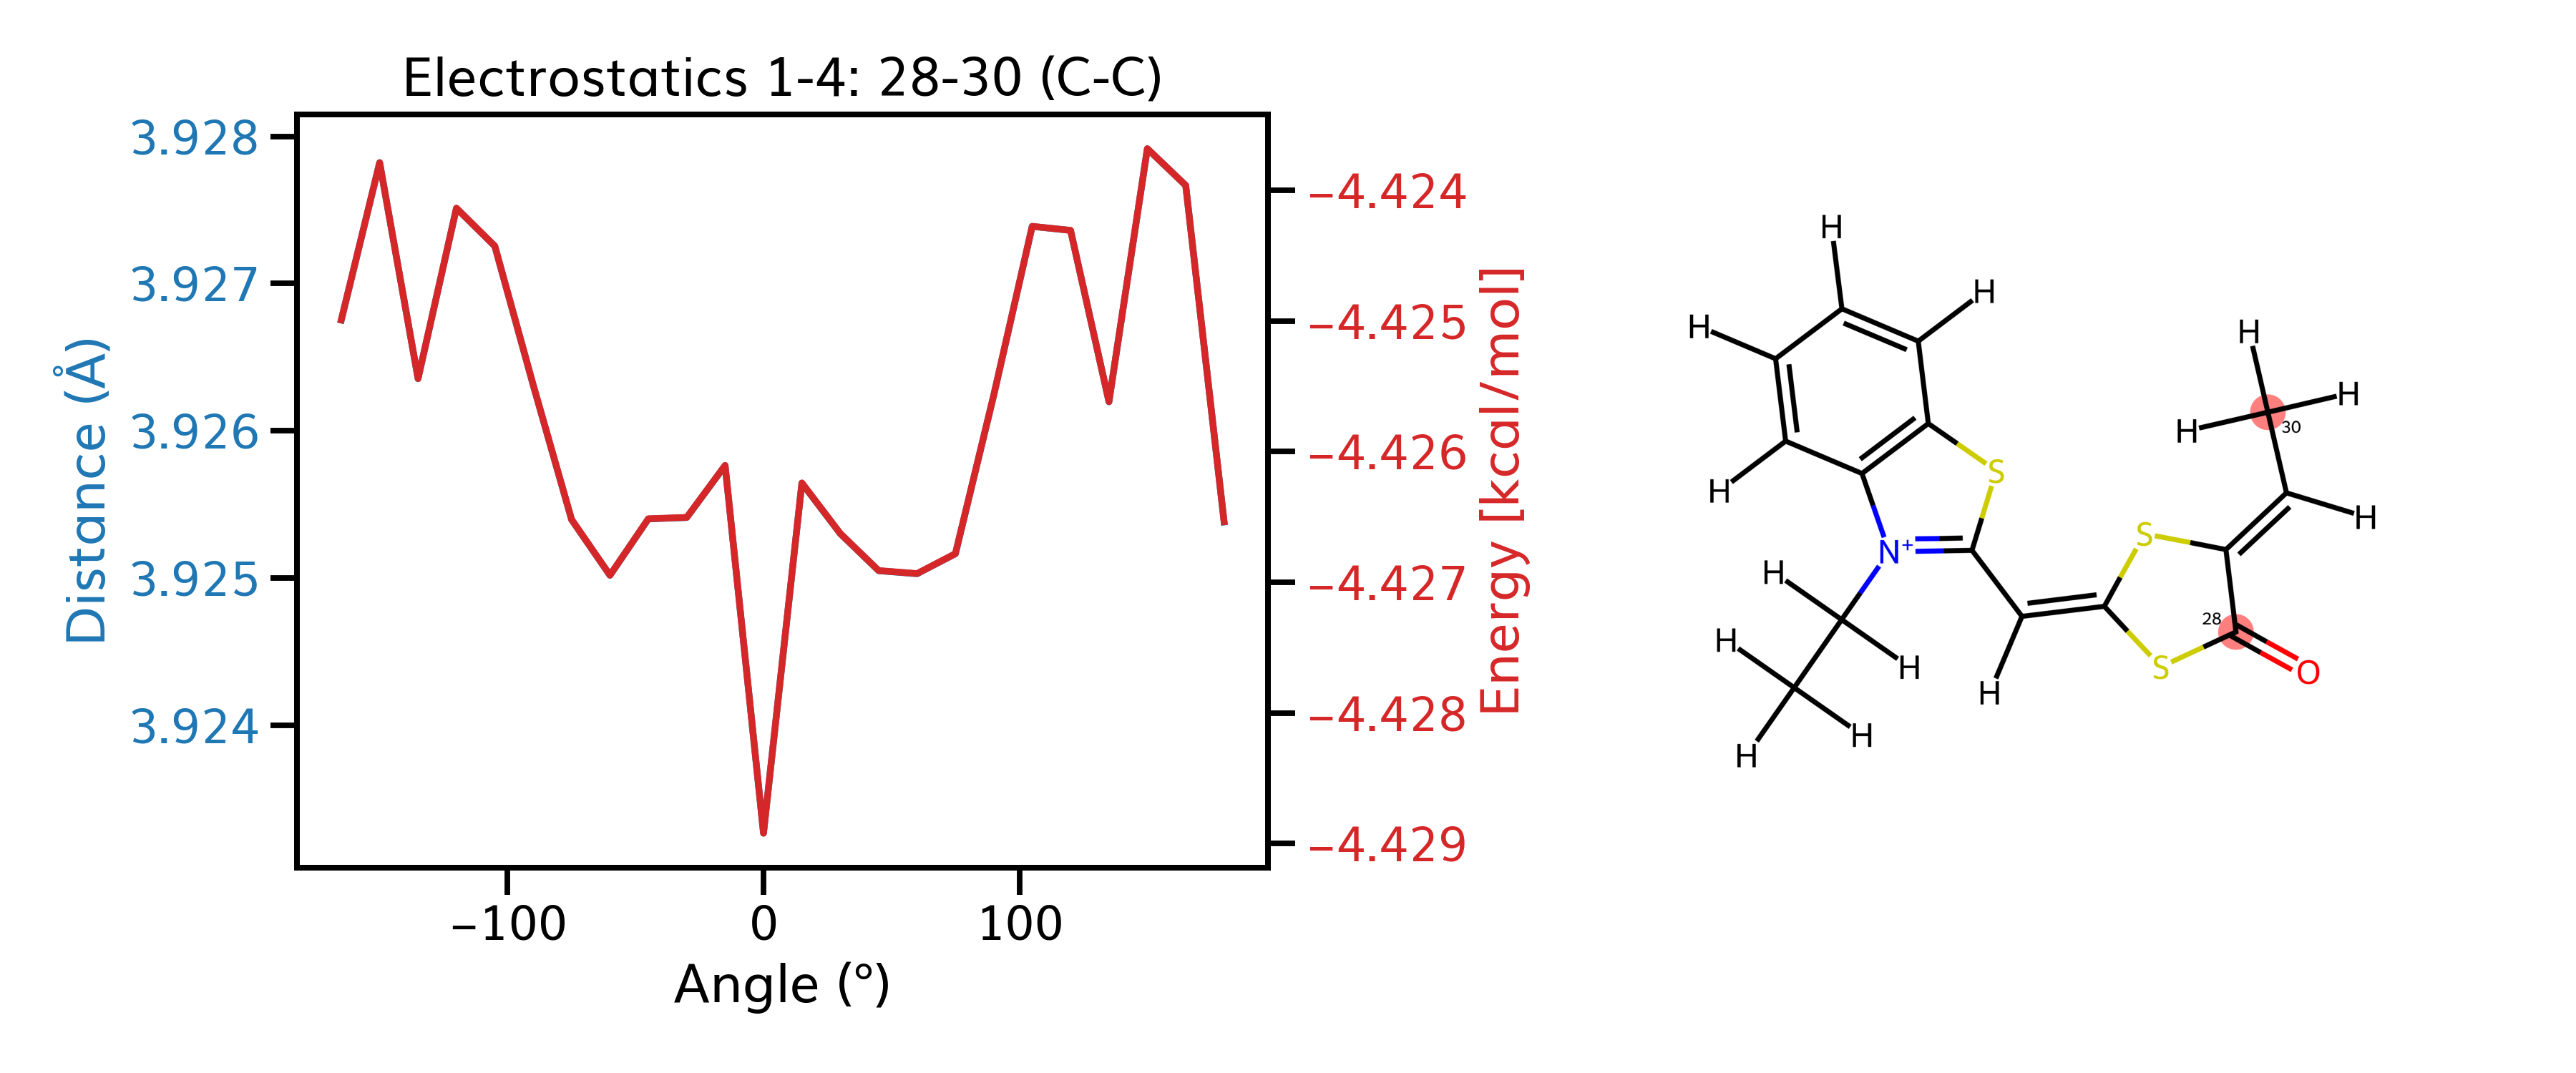 Electrostatics 1-4: 28-30 (C-C)
3.928
3.927
3.926
3.925
3.924
Distance (Å)
−4.424
−4.425
−4.426
−4.427
−4.428
−4.429
Energy [kcal/mol]
−100
0
100
Angle (°)
H
H
H
H
H
H
H
30
S
H
H
S
N+
H
28
H
H
S
O
H
H
H